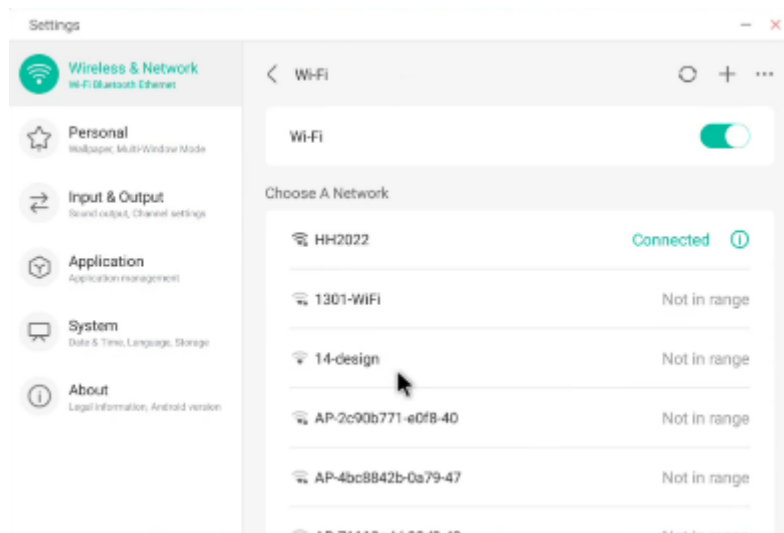 Settings
Wireless & Network
Wi-Fi Bluetooth Ethernet
Personal
Wallpaper, Multi-Window Mode
Input & Output
Sound output, Channel settings
Application
Application management
System
Date & Time, Language, Storage
About
Legal information, Android version
Wi-Fi
Wi-Fi
Choose A Network
HH2022 Connected
1301-WiFi Not in range
14-design Not in range
AP-2c90b771-e0f8-40 Not in range
AP-4bc8842b-0a79-47 Not in range